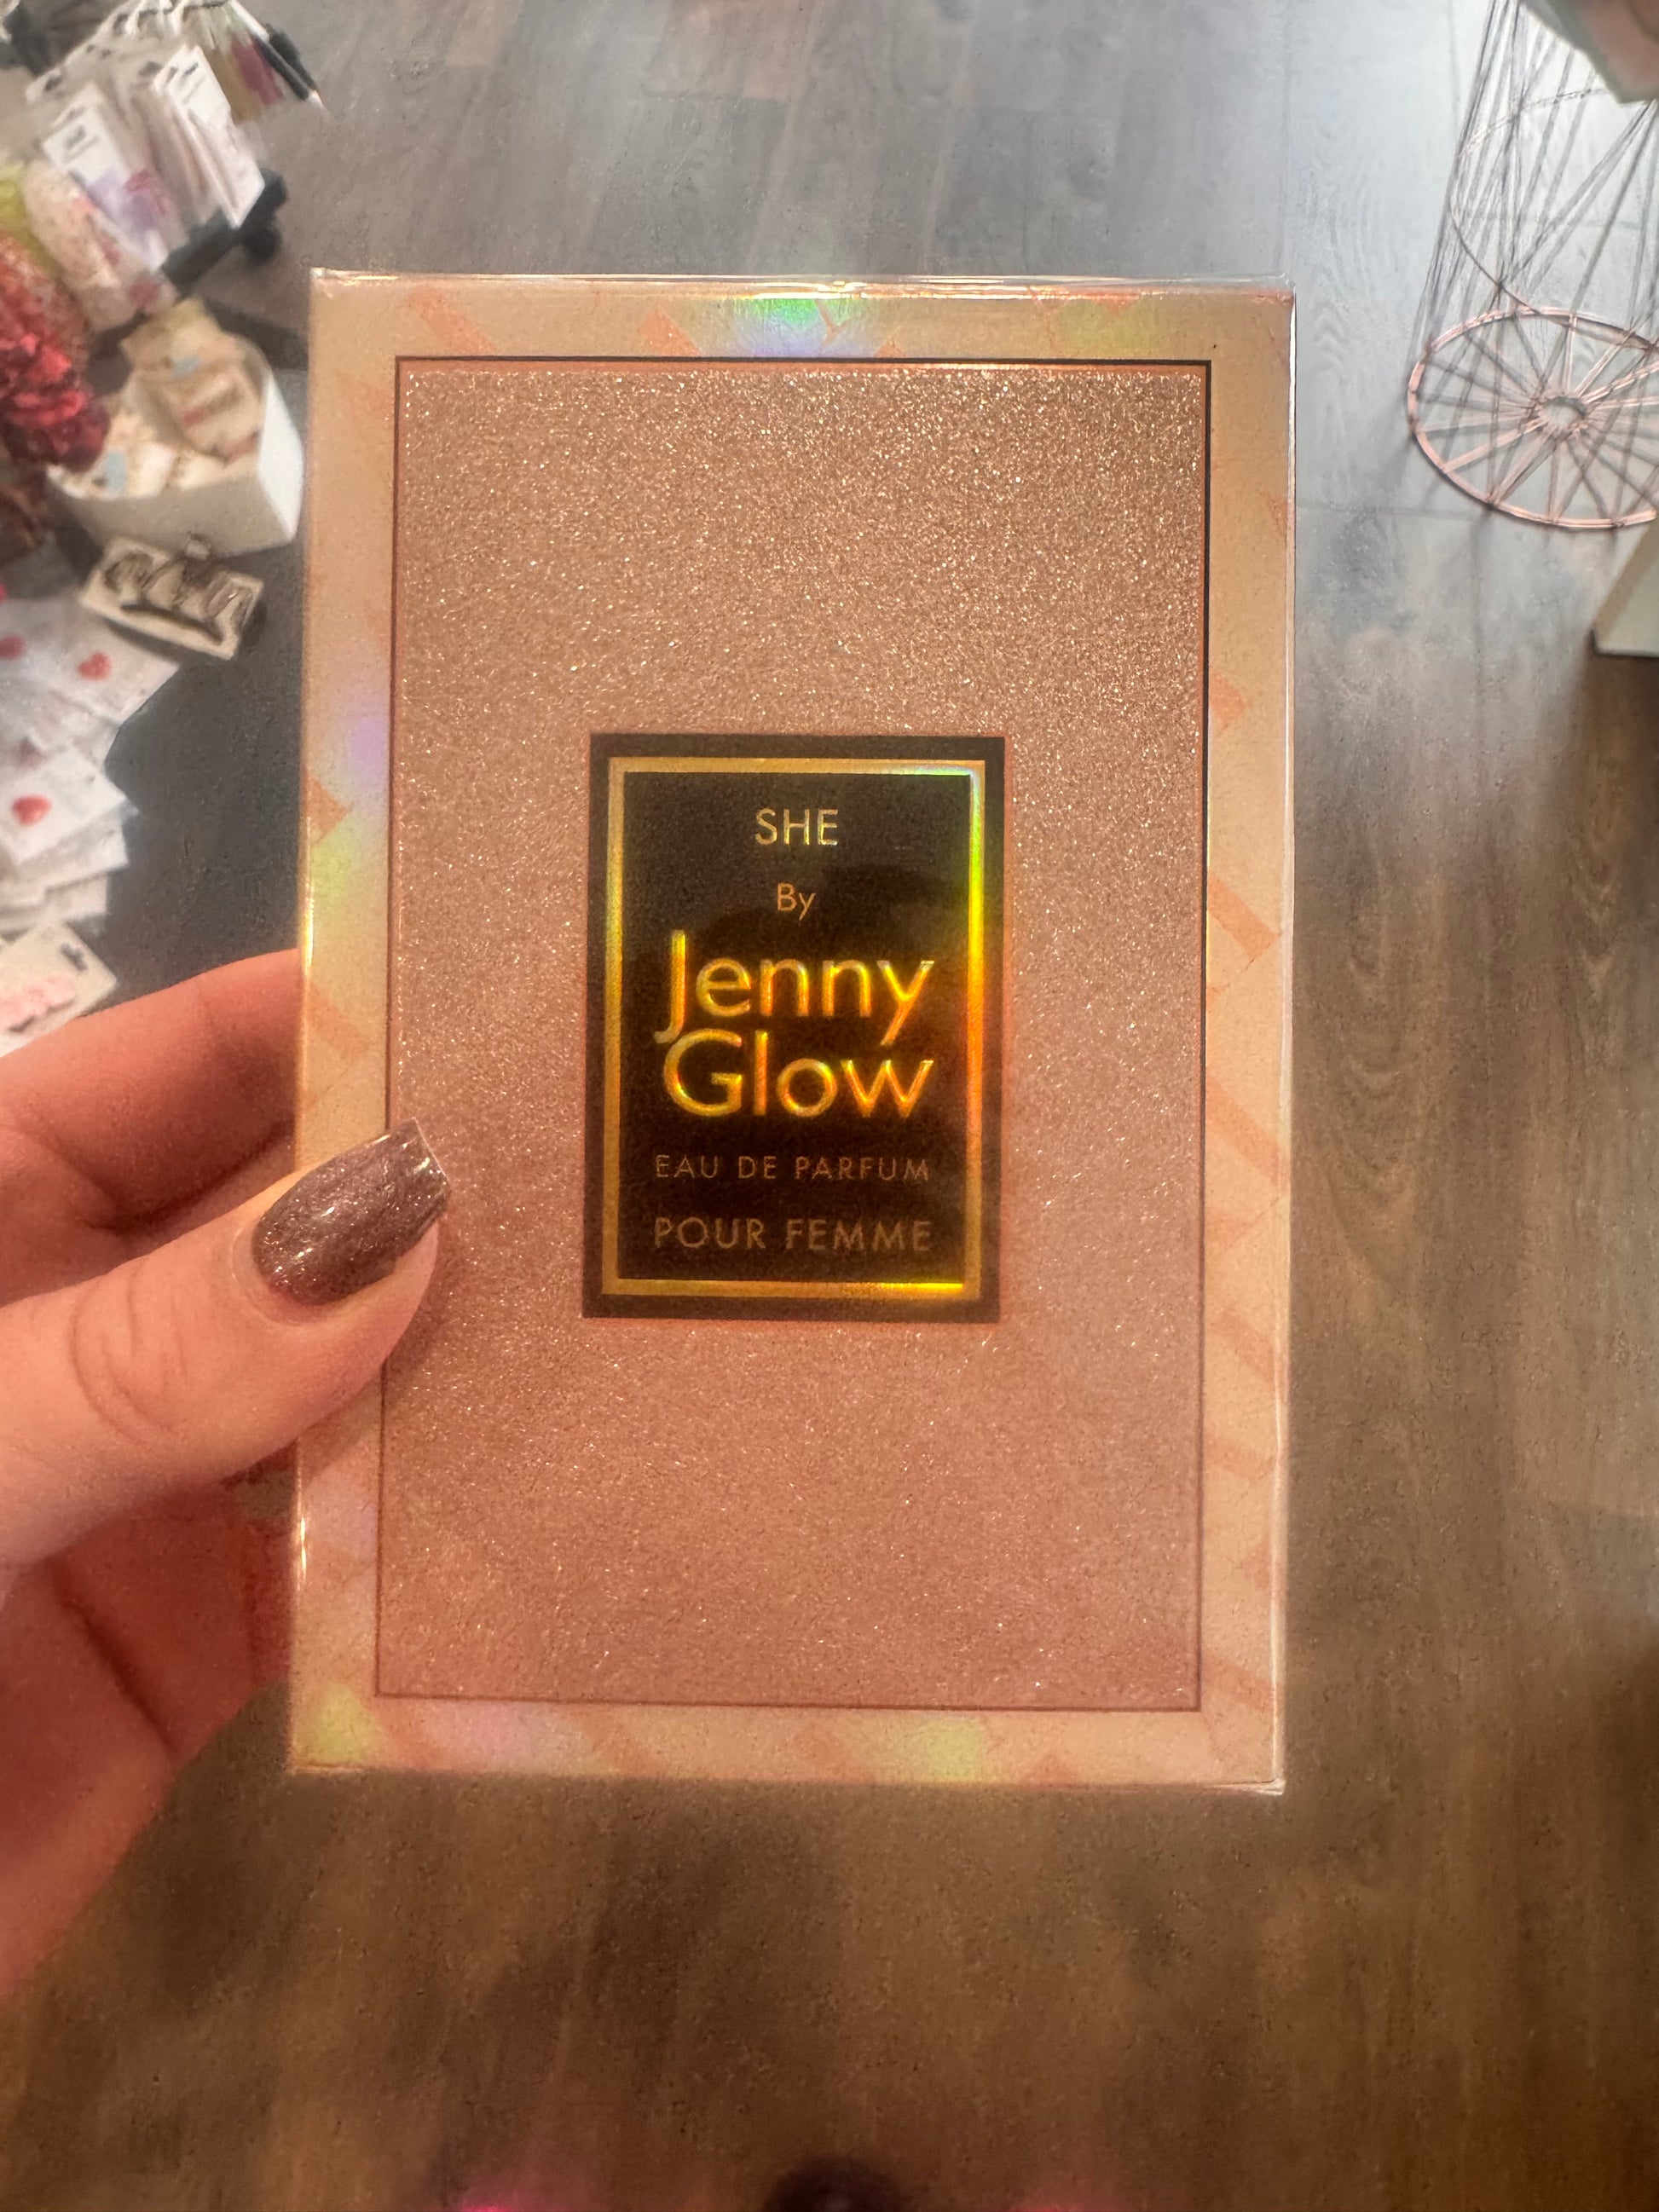 SHE
By
Jenny
Glow
EAU DE PARFUM
POUR FEMME